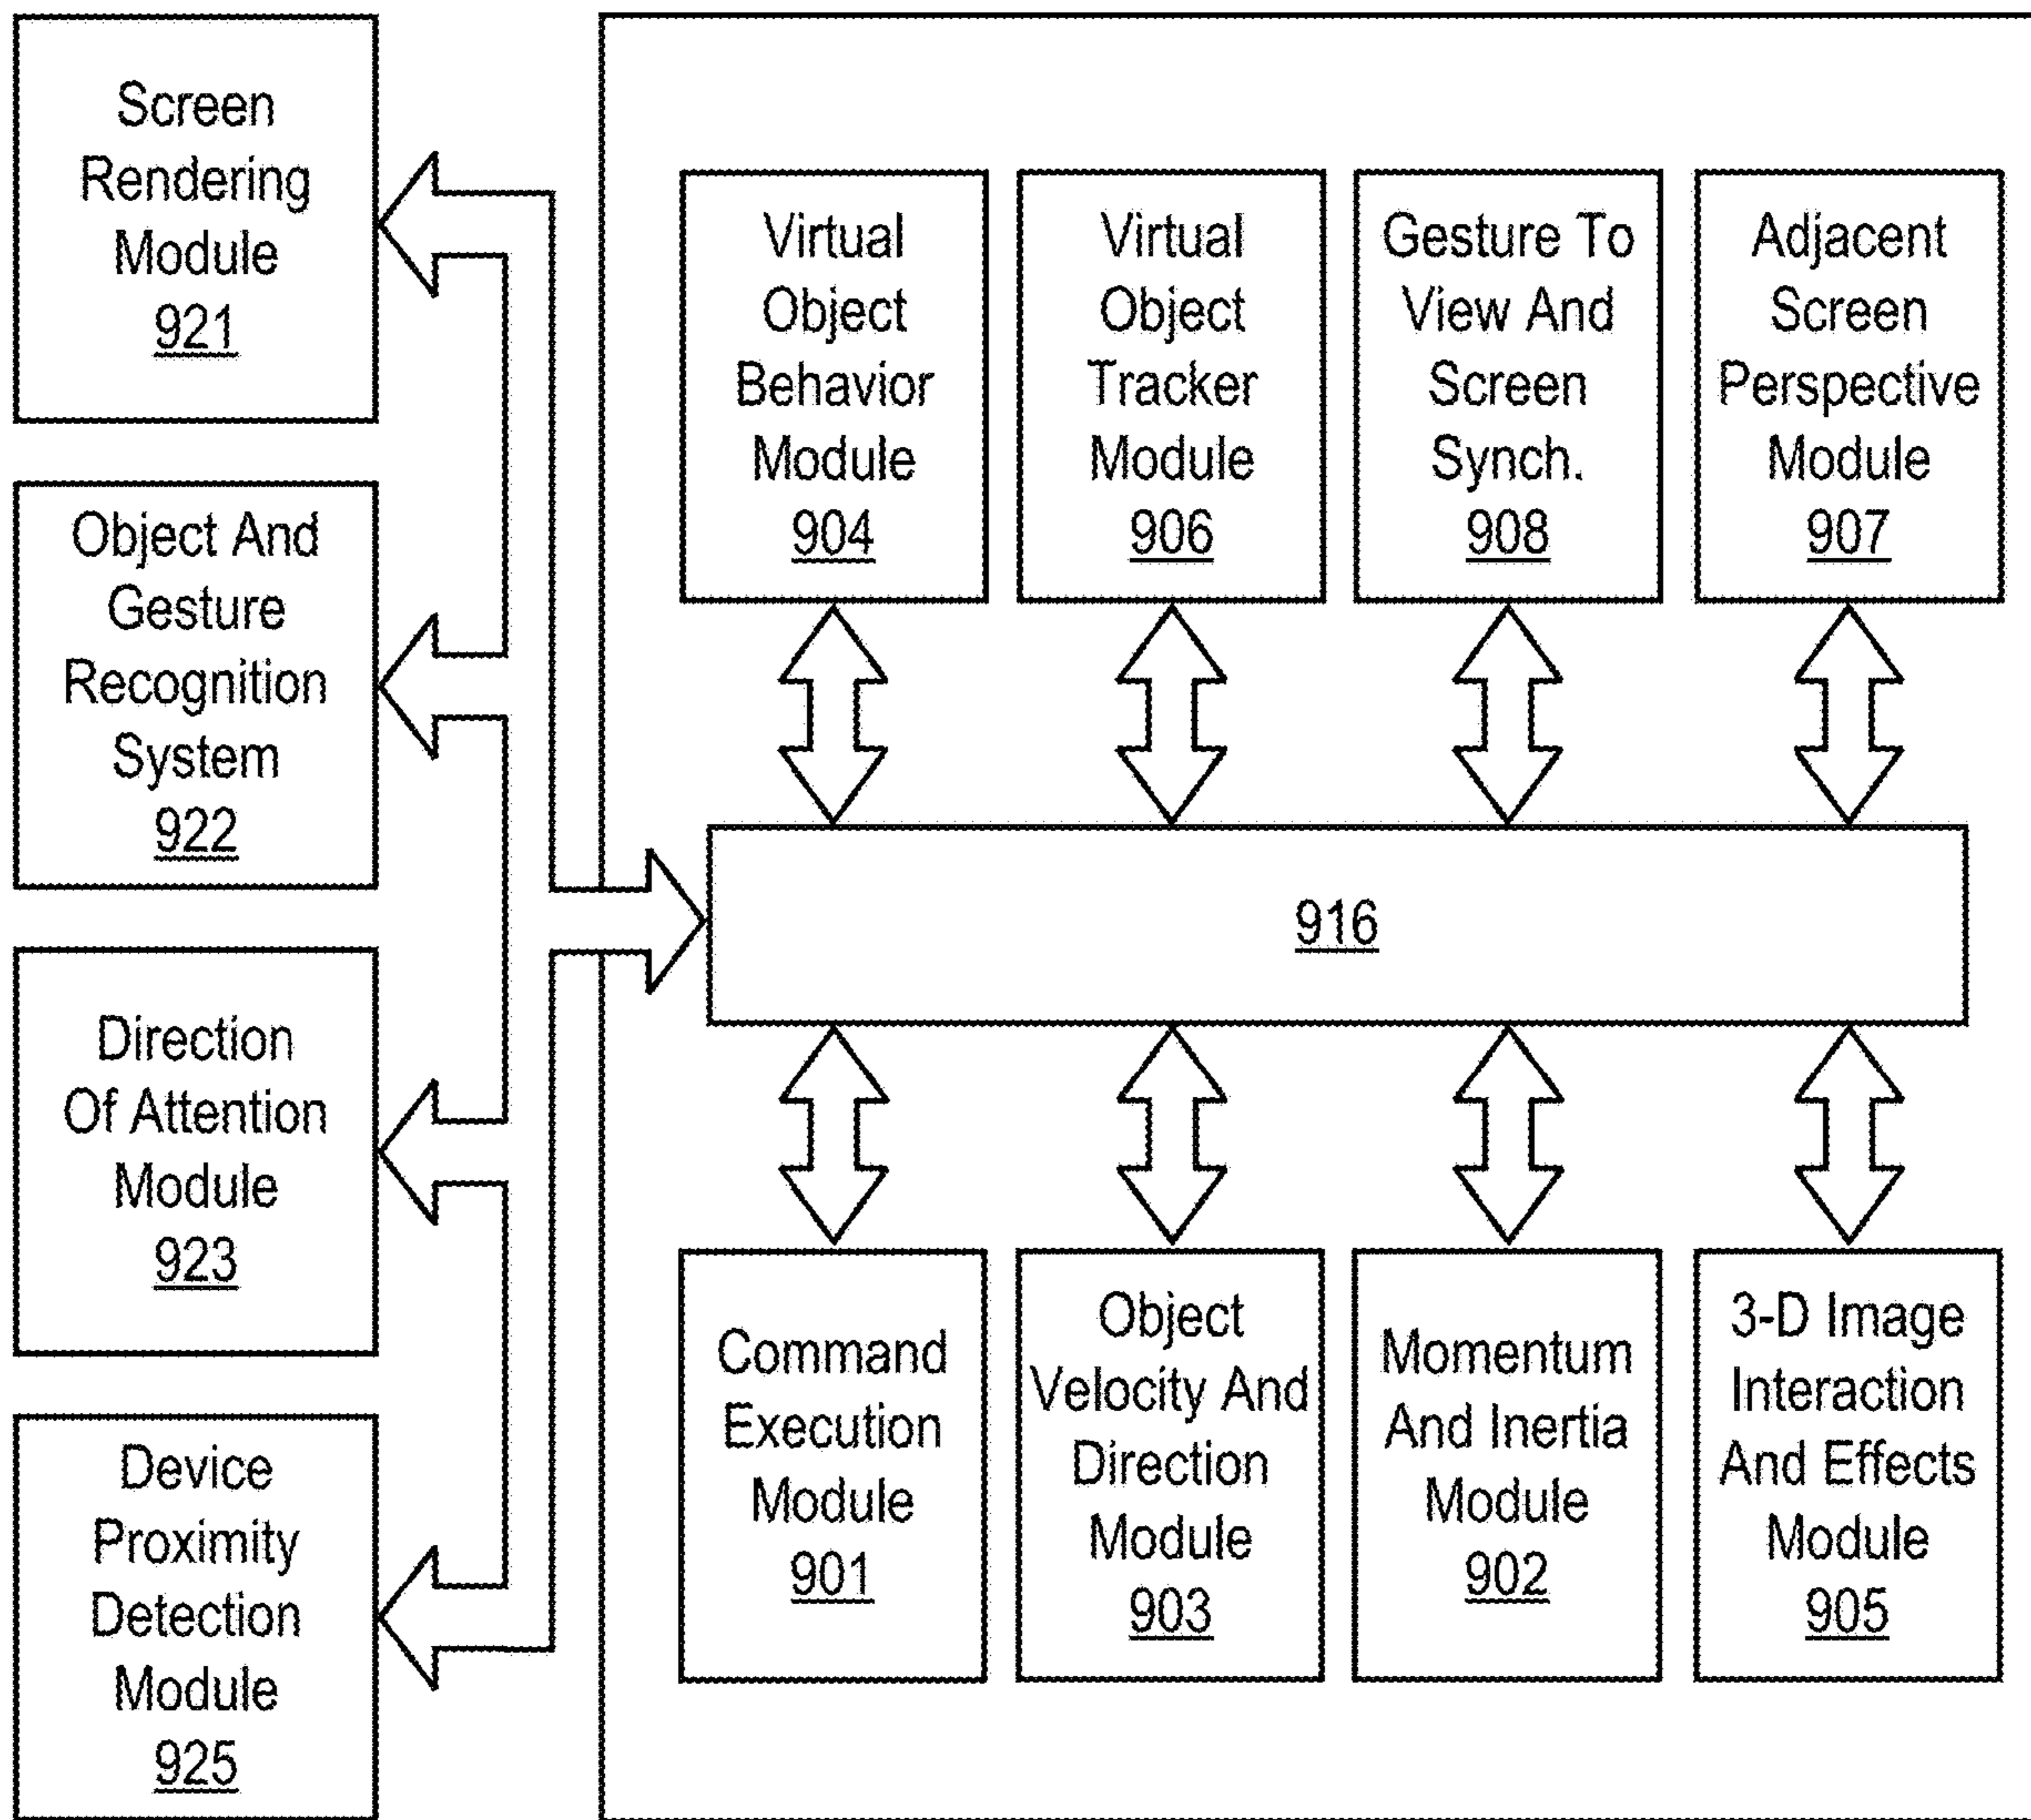 Screen
Rendering
Module
921
Object And
Gesture
Recognition
System
922
Direction
Of Attention
Module
923
Device
Proximity
Detection
Module
925
Virtual
Object
Behavior
Module
904
Virtual
Object
Tracker
Module
906
Gesture To
View And
Screen
Synch.
908
Adjacent
Screen
Perspective
Module
907
916
Command
Execution
Module
901
Object
Velocity And
Direction
Module
903
Momentum
And Inertia
Module
902
3-D Image
Interaction
And Effects
Module
905